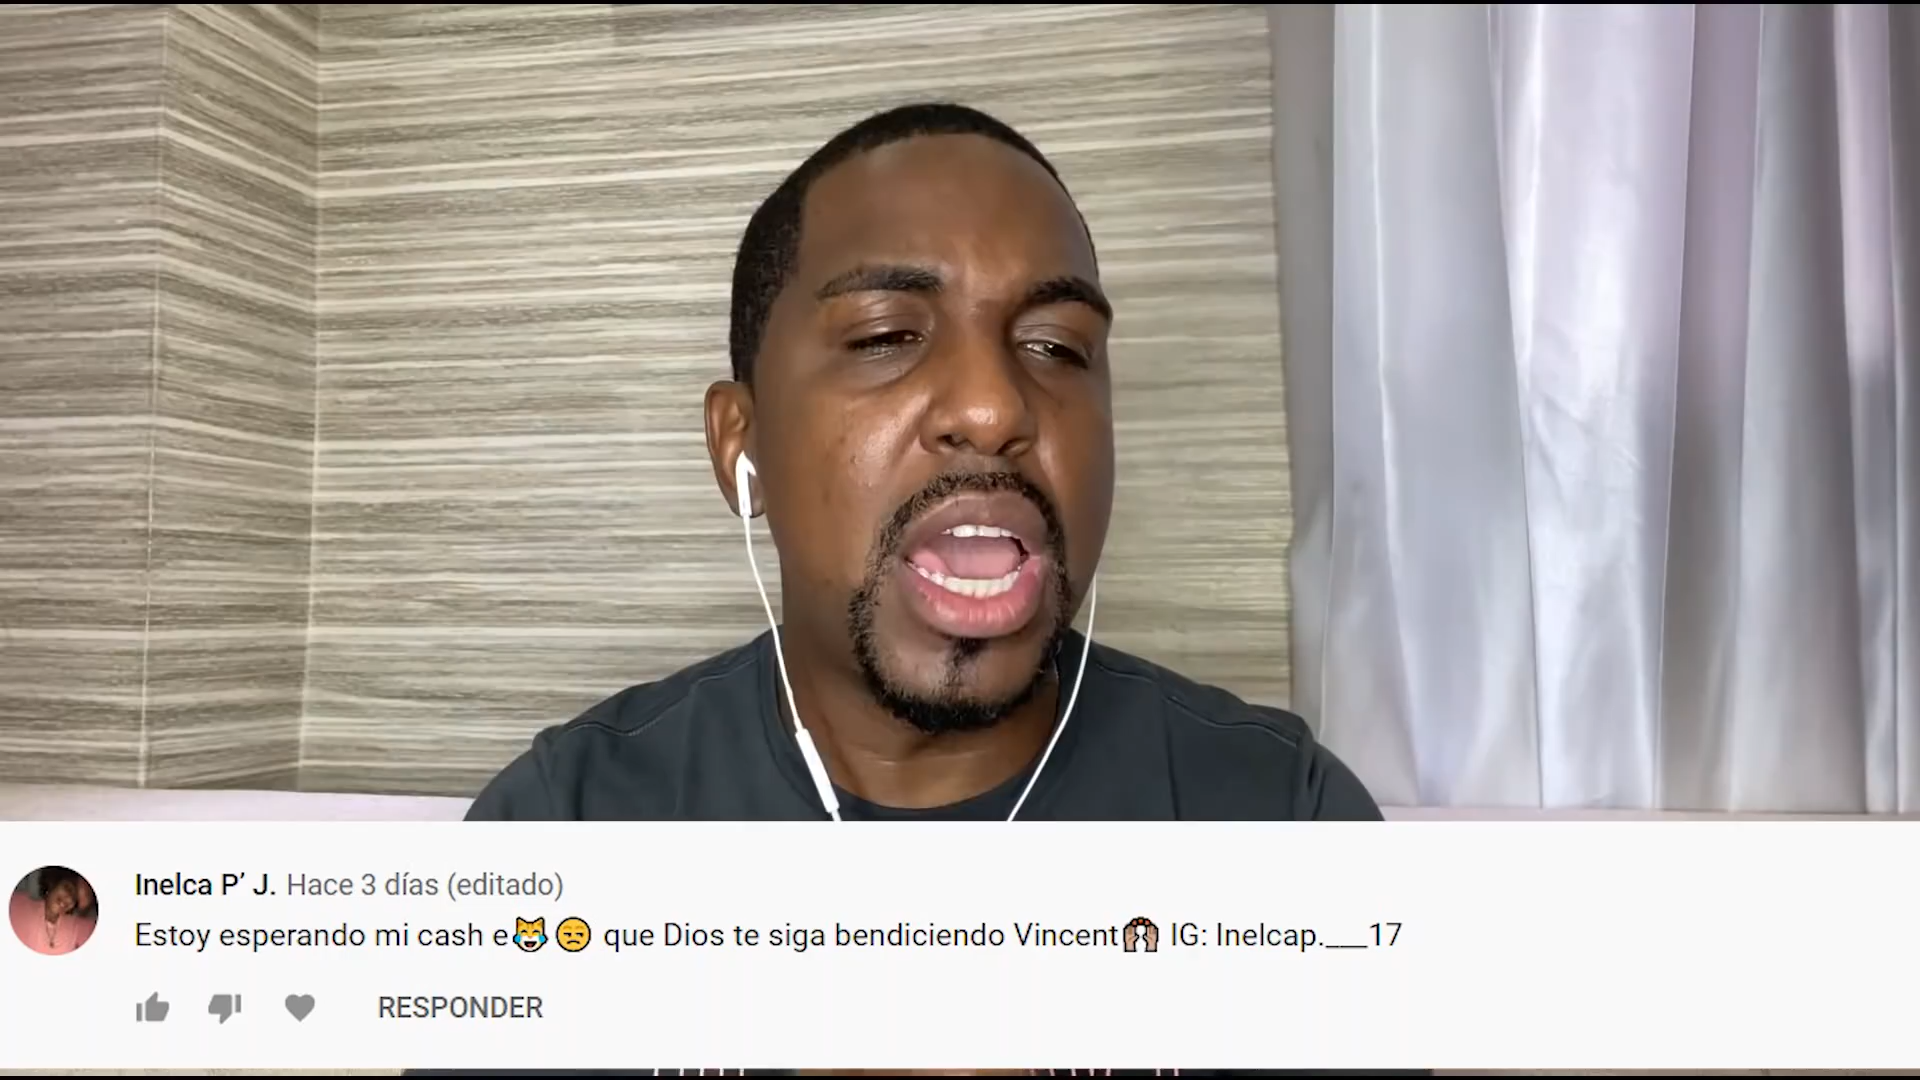 Inelca P’ J. Hace 3 días (editado)
Estoy esperando mi cash e😹😒 que Dios te siga bendiciendo Vincent🙌🏽 IG: Inelcap.___17
RESPONDER